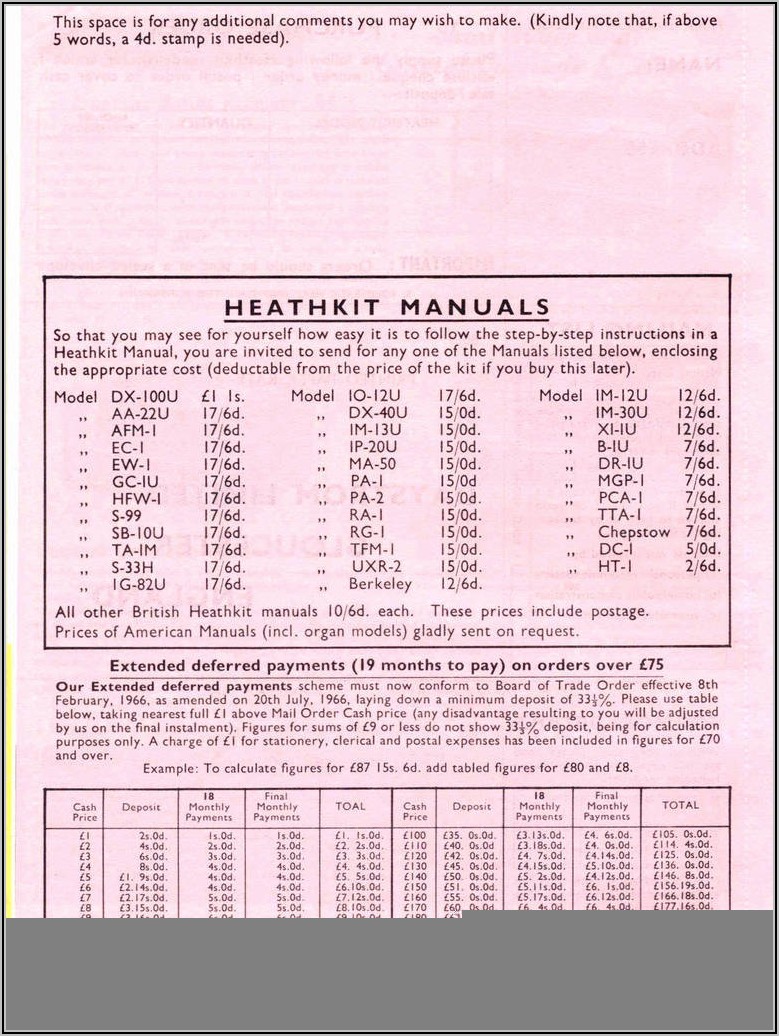 This space is for any additional comments you may wish to make. (Kindly note that, if above
5 words, a 4d. stamp is needed).
HEATHKIT MANUALS
So that you may see for yourself how easy it is to follow the step-by-step instructions in a
Heathkit Manual, you are invited to send for any one of the Manuals listed below, enclosing
the appropriate cost (deductable from the price of the kit if you buy this later).
Model DX-100U £1 1s. Model IO-12U 17/6d. Model IM-12U 12/6d.
,, AA-22U 17/6d. ,, DX-40U 15/0d. ,, IM-30U 12/6d.
,, AFM-1 17/6d. ,, IM-13U 15/0d. ,, XI-IU 12/6d.
,, EC-1 17/6d. ,, IP-20U 15/0d. ,, B-IU 7/6d.
,, EW-1 17/6d. ,, MA-50 15/0d. ,, DR-IU 7/6d.
,, GC-IU 17/6d. ,, PA-1 15/0d ,, MGP-1 7/6d.
,, HFW-1 17/6d. ,, PA-2 15/0d. ,, PCA-1 7/6d.
,, S-99 17/6d. ,, RA-1 15/0d. ,, TTA-1 7/6d.
,, SB-10U 17/6d. ,, RG-1 15/0d. ,, Chepstow 7/6d.
,, TA-IM 17/6d. ,, TFM-1 15/0d. ,, DC-1 5/0d.
,, S-33H 17/6d. ,, UXR-2 15/0d. ,, HT-1 2/6d.
,, IG-82U 17/6d. ,, Berkeley 12/6d.
All other British Heathkit manuals 10/6d. each. These prices include postage.
Prices of American Manuals (incl. organ models) gladly sent on request.
Extended deferred payments (19 months to pay) on orders over £75
Our Extended deferred payments scheme must now conform to Board of Trade Order effective 8th
February, 1966, as amended on 20th July, 1966, laying down a minimum deposit of 33⅓%. Please use table
below, taking nearest full £1 above Mail Order Cash price (any disadvantage resulting to you will be adjusted
by us on the final instalment). Figures for sums of £9 or less do not show 33⅓% deposit, being for calculation
purposes only. A charge of £1 for stationery, clerical and postal expenses has been included in figures for £70
and over.
Example: To calculate figures for £87 15s. 6d. add tabled figures for £80 and £8.
Cash Price Deposit 18 Monthly Payments Final Monthly Payments TOAL Cash Price Deposit 18 Monthly Payments Final Monthly Payments TOTAL
£1 2s.0d. 1s.0d. 1s.0d. £1. 1s.0d. £100 £35. 0s.0d. £3.13s.0d. £4. 6s.0d. £105. 0s.0d.
£2 4s.0d. 2s.0d. 2s.0d. £2. 2s.0d. £110 £40. 0s.0d £3.18s.0d. £4. 0s.0d. £114. 4s.0d.
£3 6s.0d. 3s.0d. 3s.0d. £3. 3s.0d. £120 £42. 0s.0d. £4. 7s.0d. £4.14s.0d. £125. 0s.0d.
£4 8s.0d. 4s.0d. 4s.0d. £4. 4s.0d. £130 £45. 0s.0d. £4.15s.0d. £5.10s.0d. £136. 0s.0d.
£5 £1. 9s.0d. 4s.0d. 4s.0d. £5. 5s.0d. £140 £50. 0s.0d. £5. 2s.0d. £4.12s.0d. £146. 8s.0d.
£6 £2.14s.0d. 4s.0d. 4s.0d. £6.10s.0d. £150 £51. 0s.0d. £5.11s.0d. £6. 1s.0d. £156.19s.0d.
£7 £2.17s.0d. 5s.0d. 5s.0d. £7.12s.0d. £160 £55. 0s.0d. £5.17s.0d. £6.12s.0d. £166.18s.0d.
£8 £3.15s.0d. 5s.0d. 5s.0d. £8.10s.0d. £170 £60. 0s.0d £6. 4s.0d. £6. 4s.0d. £177.16s.0d.